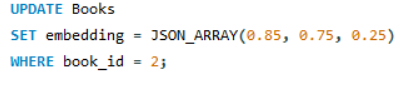 UPDATE Books
SET embedding = JSON_ARRAY(0.85, 0.75, 0.25)
WHERE book_id = 2;